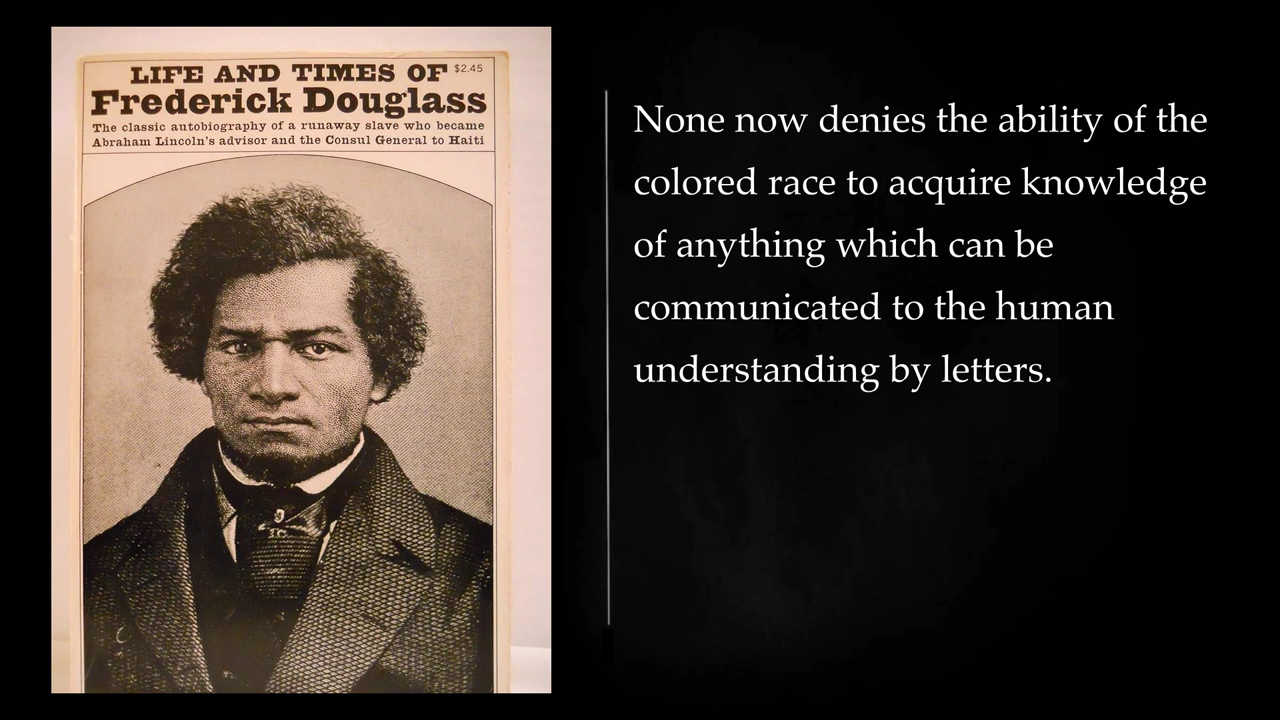 LIFE AND TIMES OF $2.45
Frederick Douglass
The classic autobiography of a runaway slave who became
Abraham Lincoln's advisor and the Consul General to Haiti
None now denies the ability of the
colored race to acquire knowledge
of anything which can be
communicated to the human
understanding by letters.